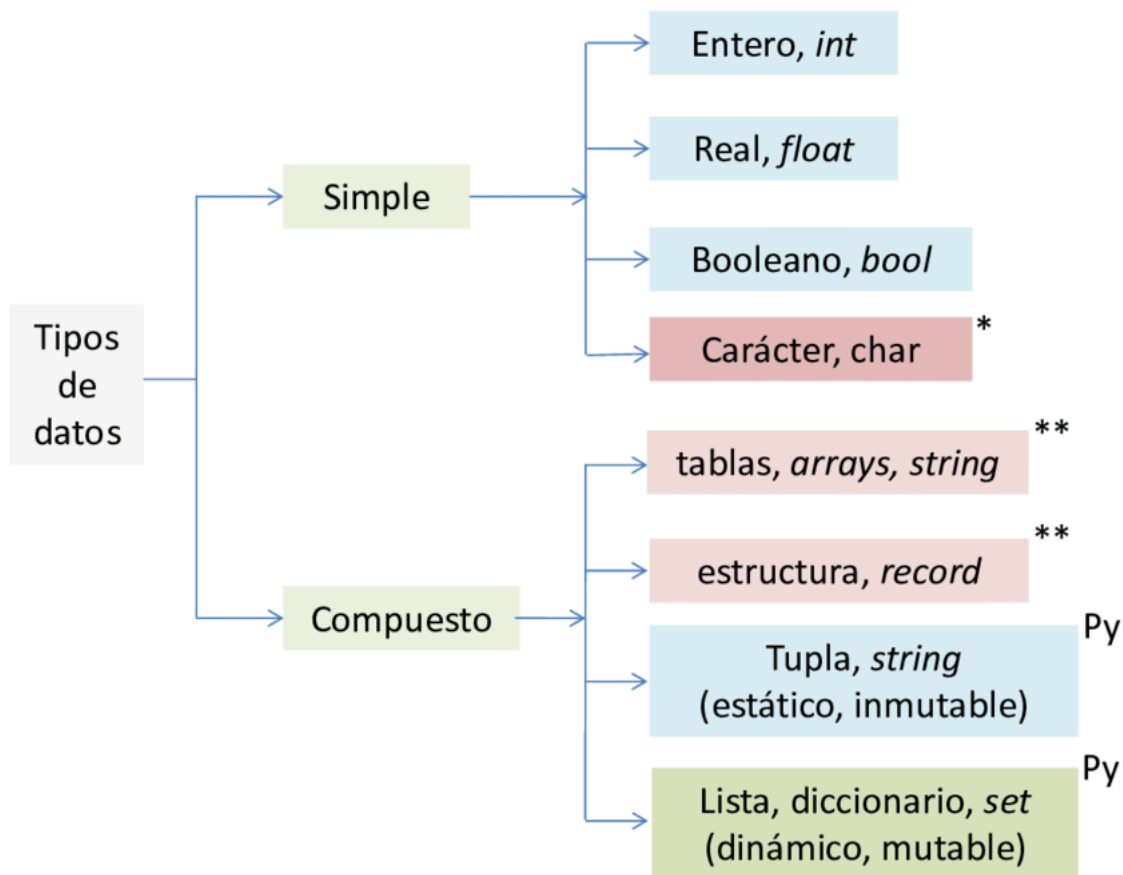 Entero, int
Real, float
Simple
Booleano, bool
Carácter, char *
Tipos
de
datos
tablas, arrays, string **
estructura, record **
Compuesto
Tupla, string Py
(estático, inmutable)
Lista, diccionario, set Py
(dinámico, mutable)